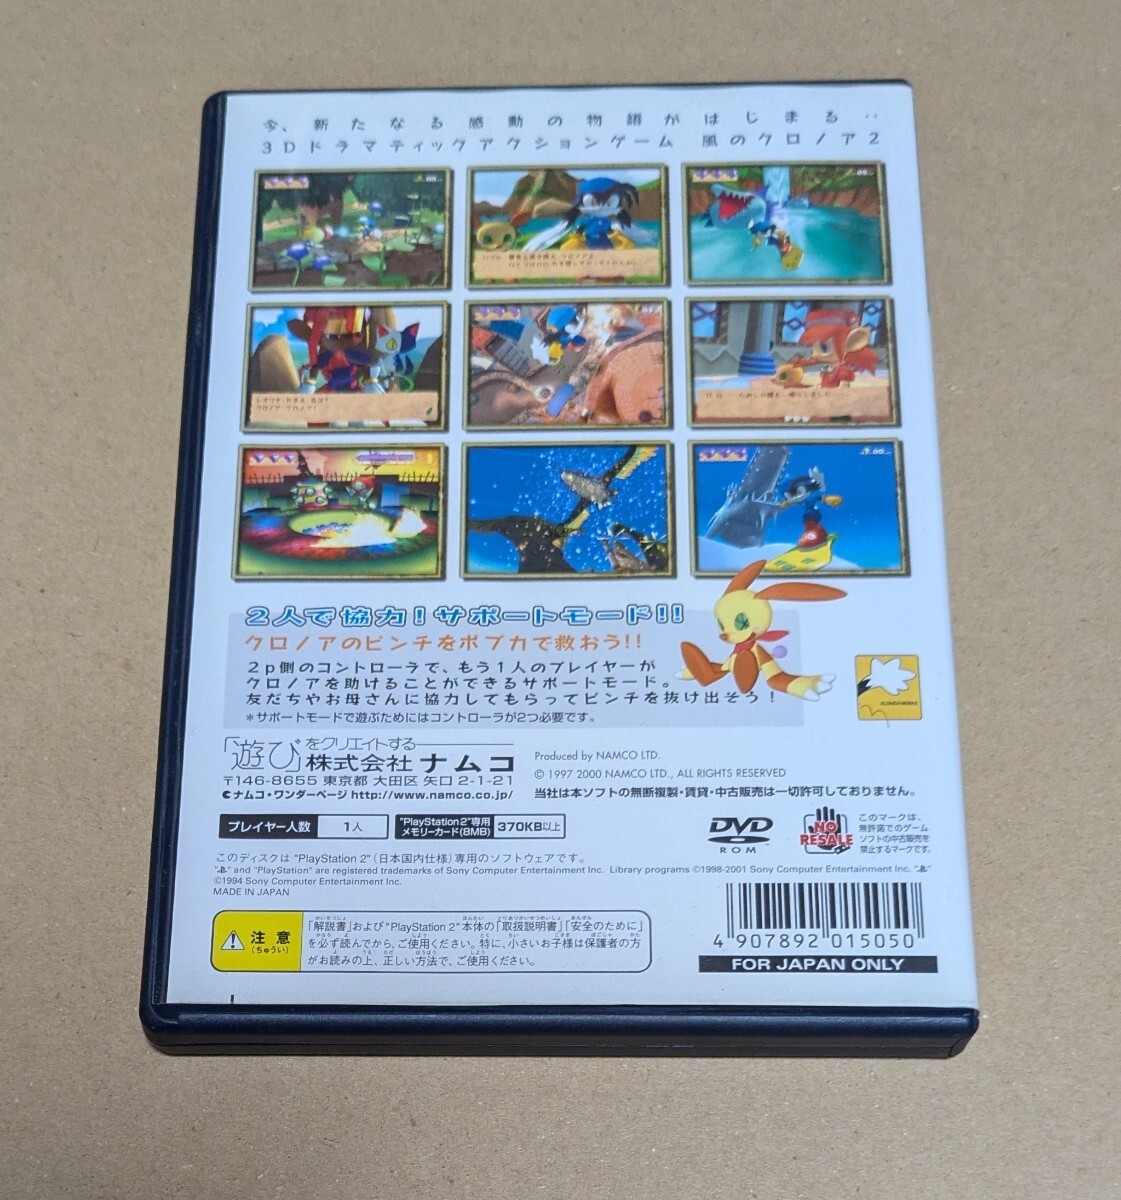 今、新たなる感動の物語がはじまる‥
3Dドラマティックアクションゲーム 風のクロノア2
2人で協力!サポートモード!!
クロノアのピンチをポプカで救おう!!
2p側のコントローラで、もう1人のプレイヤーが
クロノアを助けることができるサポートモード。
友だちやお母さんに協力してもらってピンチを抜け出そう!
*サポートモードで遊ぶためにはコントローラが2つ必要です。
「遊び」をクリエイトする
株式会社 ナムコ
〒146-8655 東京都 大田区 矢口 2-1-21
ナムコ・ワンダーページ http://www.namco.co.jp/
Produced by NAMCO LTD.
© 1997 2000 NAMCO LTD., ALL RIGHTS RESERVED
当社は本ソフトの無断複製・賃貸・中古販売は一切許可しておりません。
プレイヤー人数 1人
"PlayStation 2"専用
メモリーカード(8MB) 370KB以上
DVD
ROM
NO
RESALE
このマークは、
無許諾でのゲーム
ソフトの中古販売を
禁止するマークです。
このディスクは "PlayStation 2" (日本国内仕様) 専用のソフトウェアです。
" " and "PlayStation" are registered trademarks of Sony Computer Entertainment Inc. Library programs ©1998-2001 Sony Computer Entertainment Inc. " "
©1994 Sony Computer Entertainment Inc.
MADE IN JAPAN
注意
(ちゅうい)
「解説書」および "PlayStation 2" 本体の「取扱説明書」「安全のために」
を必ず読んでから、ご使用ください。特に、小さいお子様は保護者の方
がお読みの上、正しい方法で、ご使用ください。
4 907892 015050
FOR JAPAN ONLY